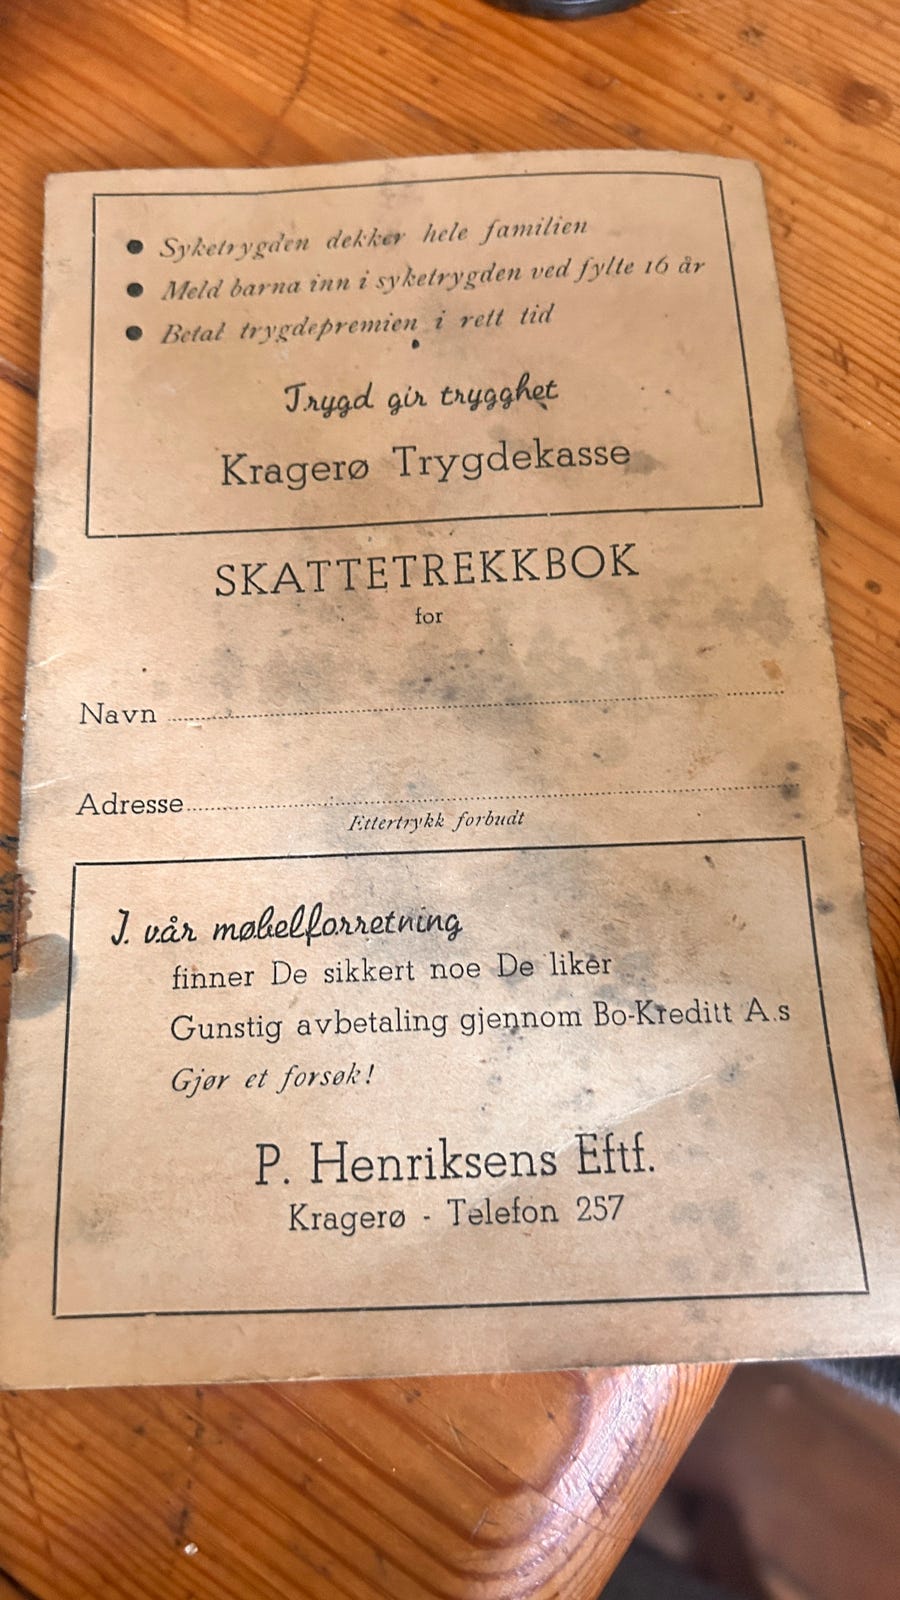 ● Syketrygden dekker hele familien
● Meld barna inn i syketrygden ved fylte 16 år
● Betal trygdepremien i rett tid
Trygd gir trygghet
Kragerø Trygdekasse
SKATTETREKKBOK
for
Navn
Adresse
Ettertrykk forbudt
I vår møbelforretning
finner De sikkert noe De liker
Gunstig avbetaling gjennom Bo-Kreditt A.s
Gjør et forsøk!
P. Henriksens Eftf.
Kragerø - Telefon 257